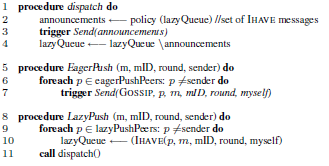 1 procedure dispatch do
2 announcements ⟵ policy (lazyQueue) //set of IHAVE messages
3 trigger Send(announcements)
4 lazyQueue ⟵ lazyQueue \announcements
5 procedure EagerPush (m, mID, round, sender) do
6 foreach p ∈ eagerPushPeers: p ≠sender do
7 trigger Send(GOSSIP, p, m, mID, round, myself)
8 procedure LazyPush (m, mID, round, sender) do
9 foreach p ∈ lazyPushPeers: p ≠sender do
10 lazyQueue ⟵ (IHAVE(p, m, mID, round, myself)
11 call dispatch()